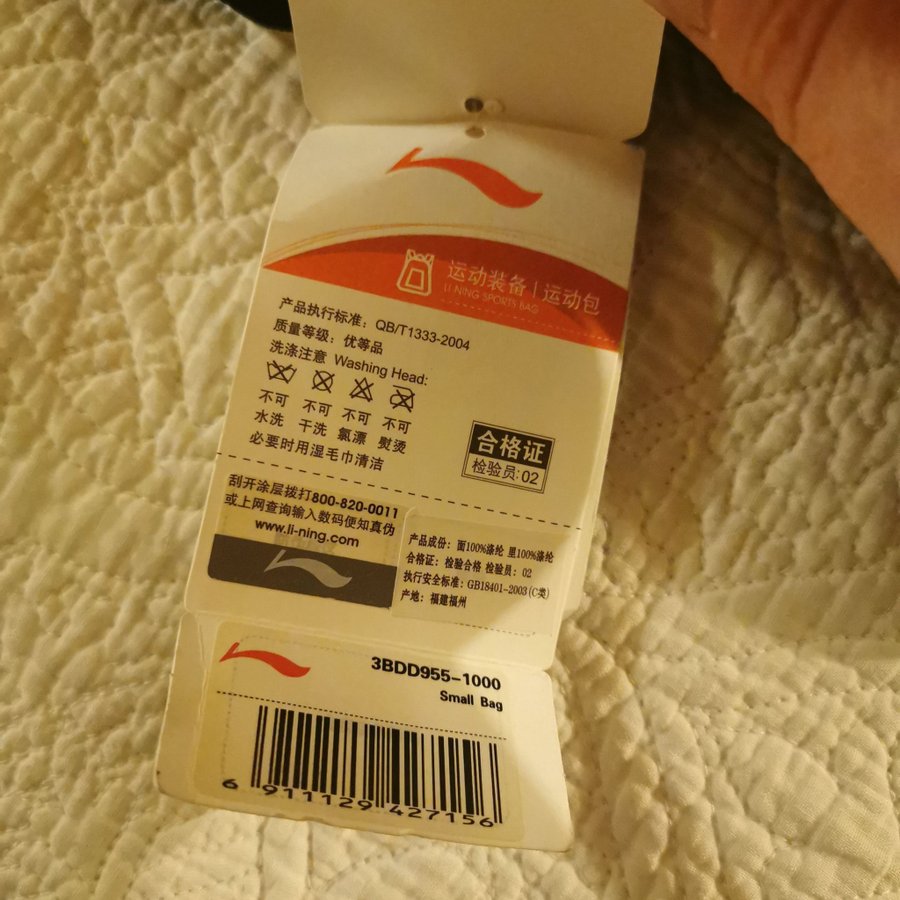 运动装备 | 运动包
LI-NING SPORTS BAG
产品执行标准：QB/T1333-2004
质量等级：优等品
洗涤注意 Washing Head:
不可 不可 不可 不可
水洗 干洗 氯漂 熨烫
必要时用湿毛巾清洁
合格证
检验员:02
刮开涂层拨打800-820-0011
或上网查询输入数码便知真伪
www.li-ning.com
产品成份：面100%涤纶 里100%涤纶
合格证：检验合格 检验员：02
执行安全标准：GB18401-2003(C类)
产地：福建福州
3BDD955-1000
Small Bag
6 911129 427156